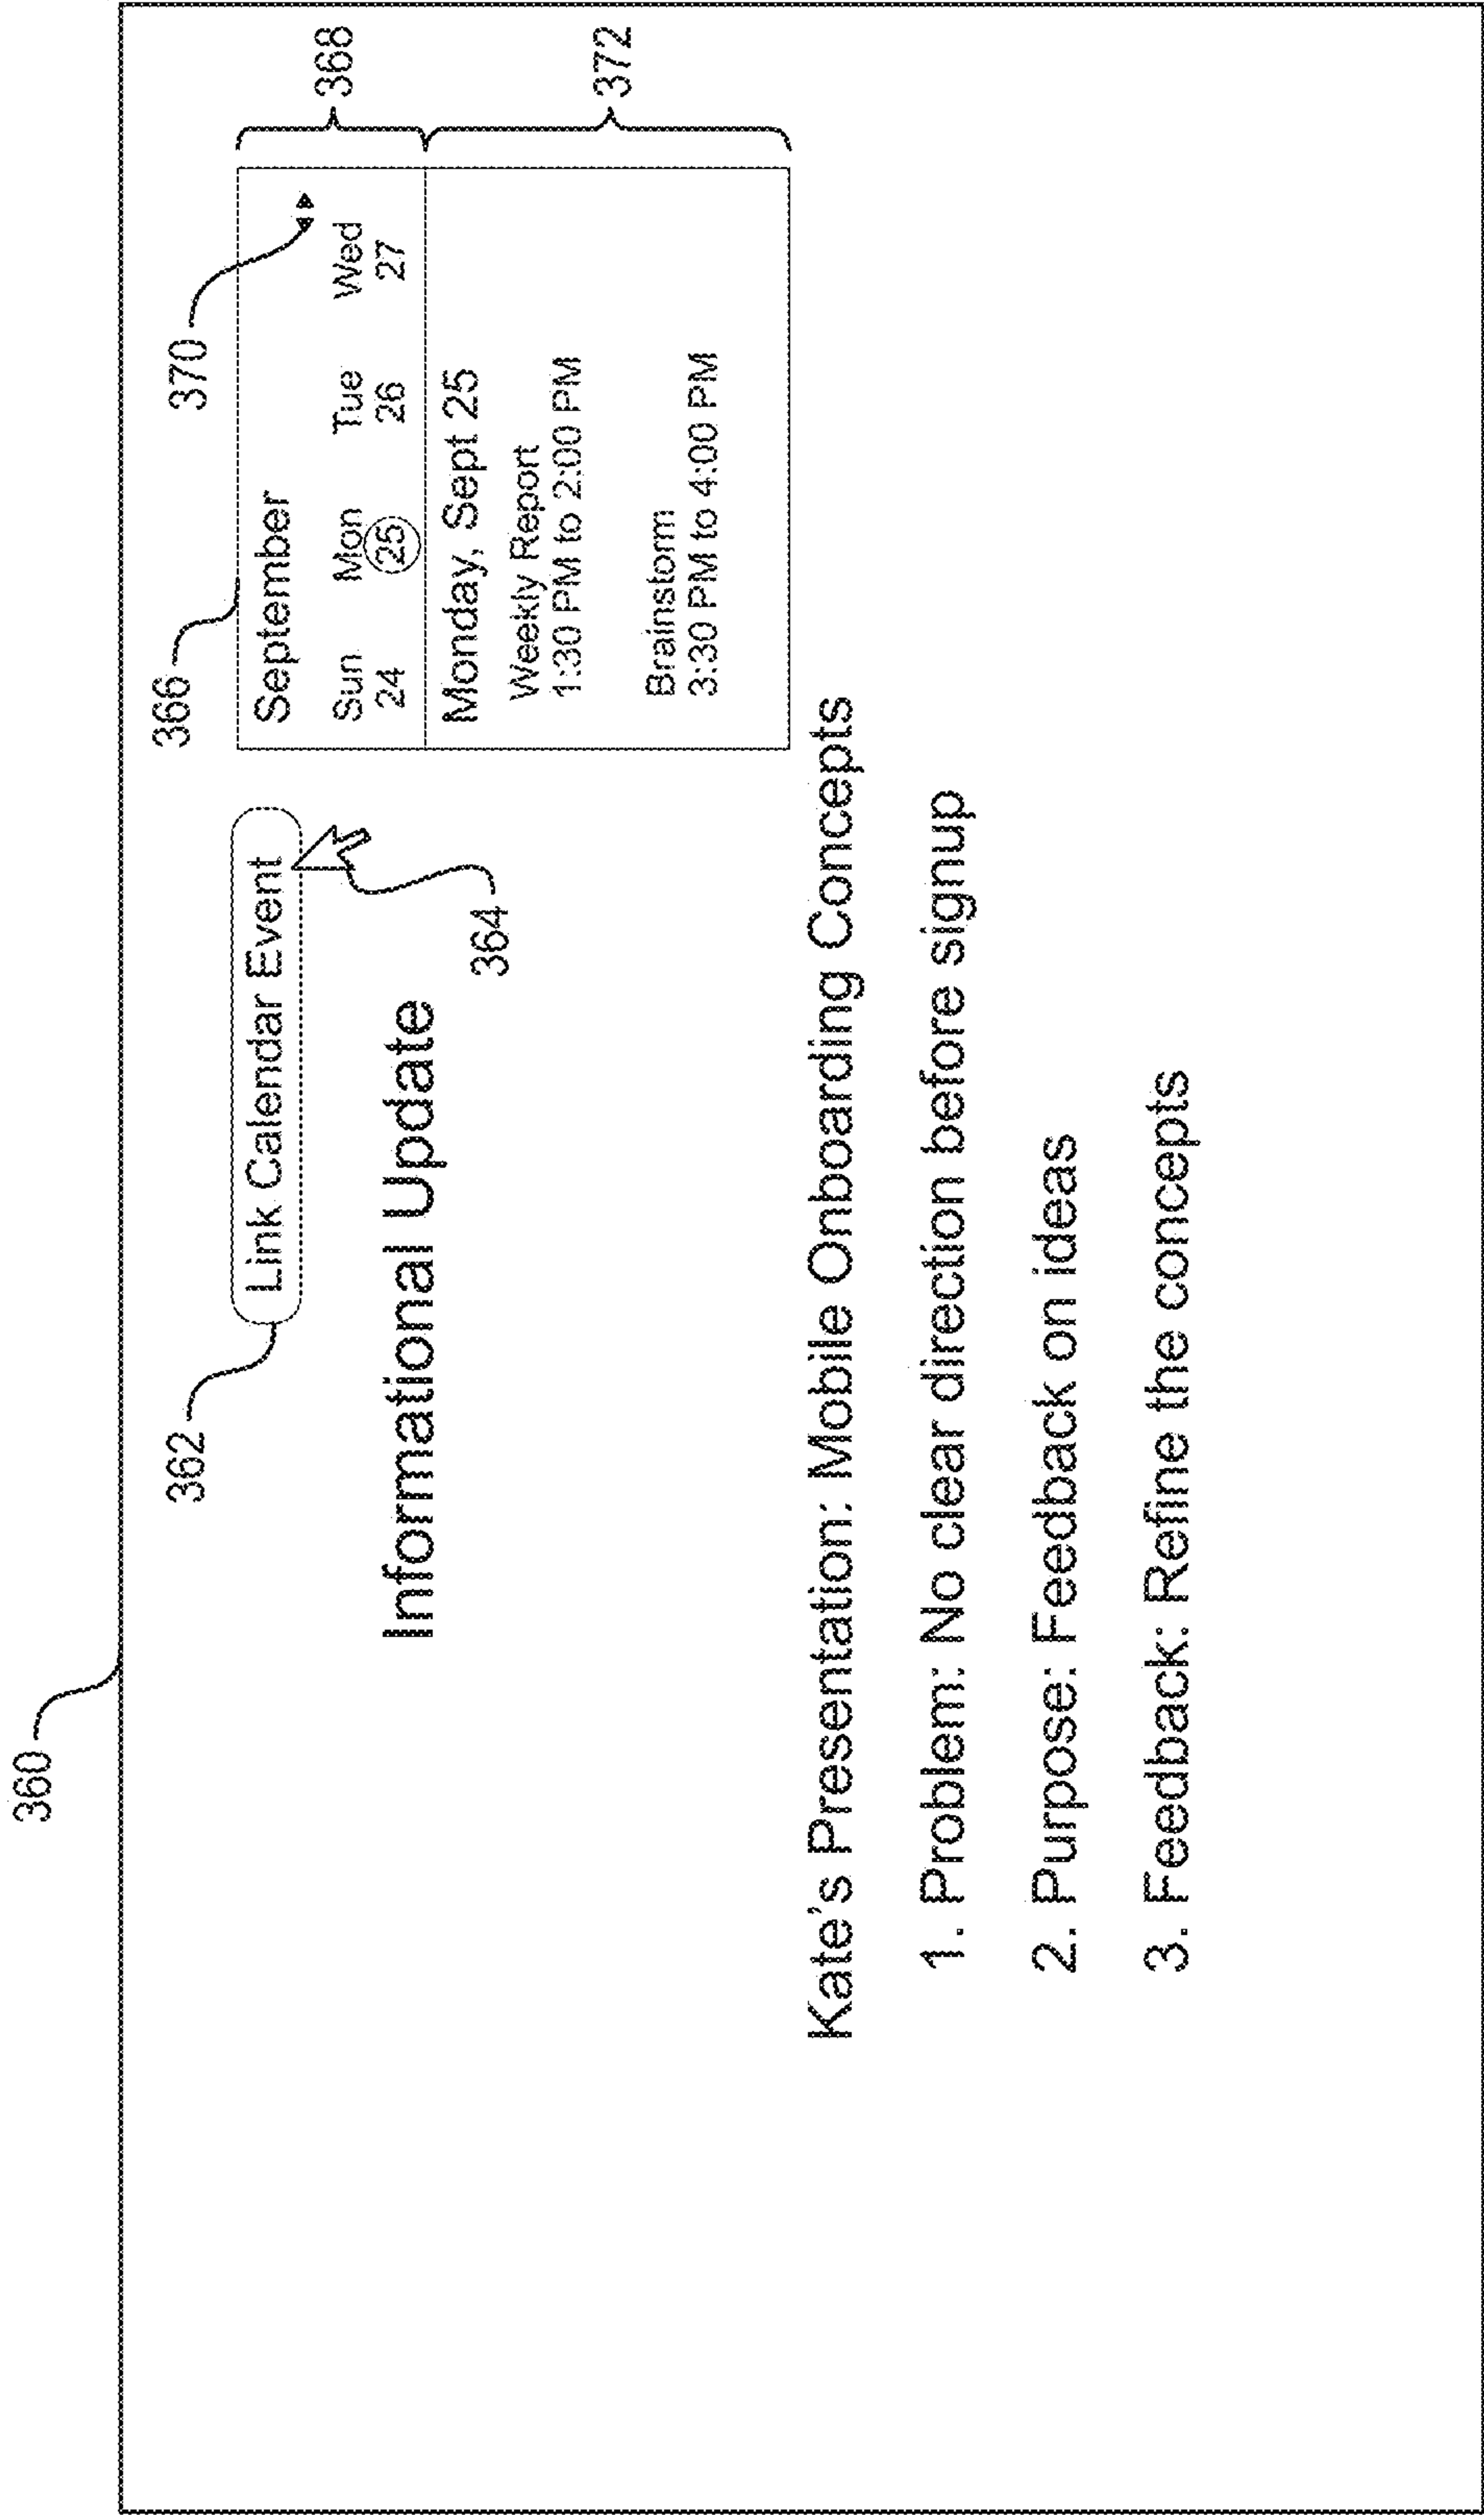 360
362
Link Calendar Event
364
366
370
September
Sun Mon Tue Wed
24 25 26 27
368
Monday, Sept 25
Weekly Report
1:30 PM to 2:00 PM
Brainstorm
3:30 PM to 4:00 PM
372
Informational Update
Kate's Presentation: Mobile Onboarding Concepts
1. Problem: No clear direction before signup
2. Purpose: Feedback on ideas
3. Feedback: Refine the concepts